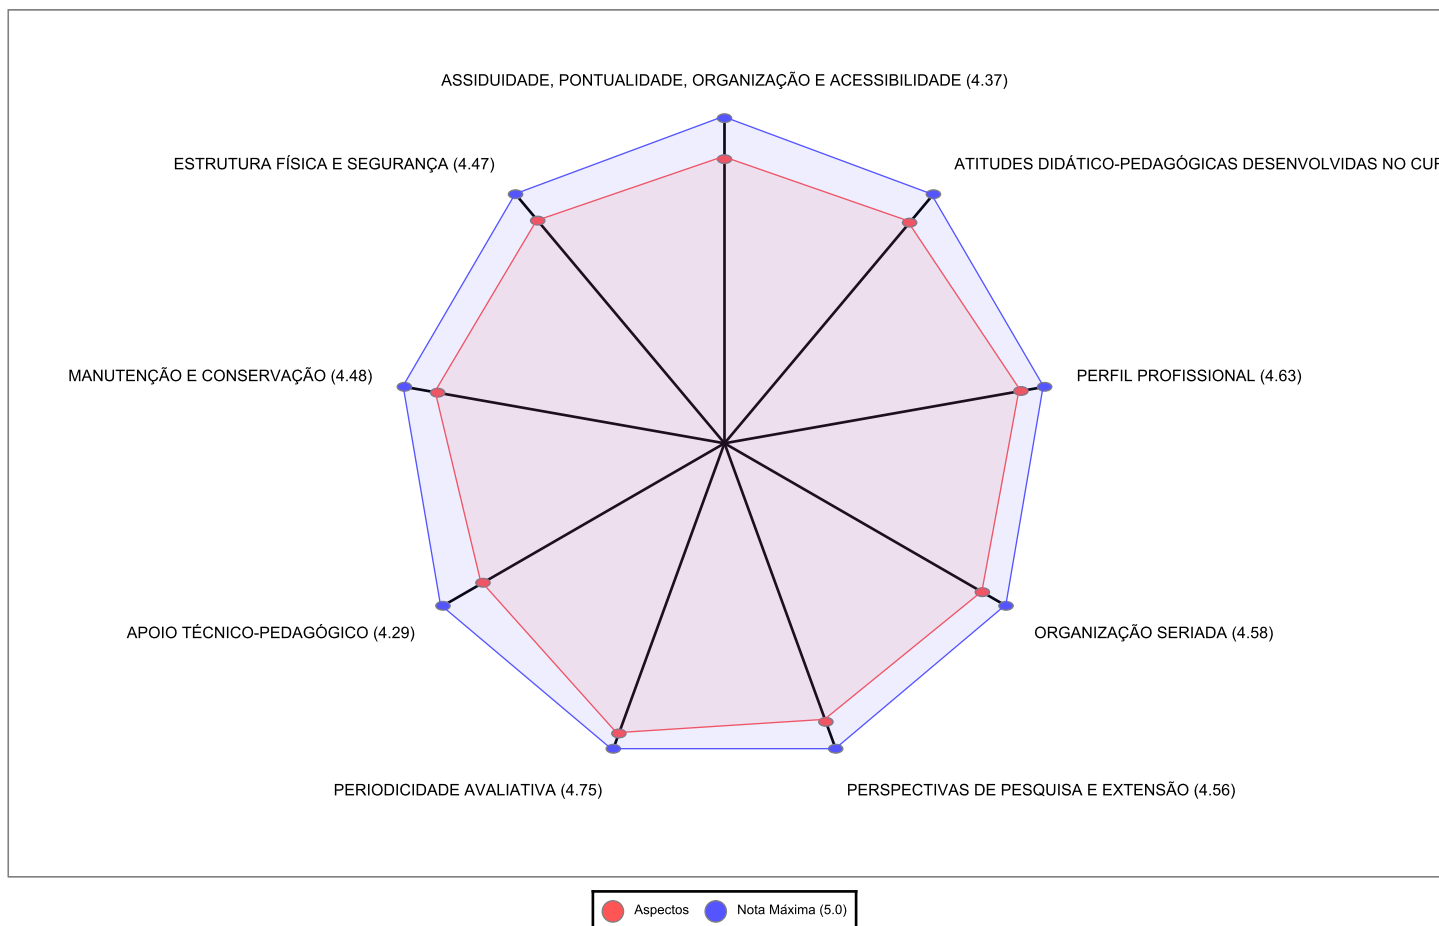 ASSIDUIDADE, PONTUALIDADE, ORGANIZAÇÃO E ACESSIBILIDADE (4.37)
ESTRUTURA FÍSICA E SEGURANÇA (4.47)
ATITUDES DIDÁTICO-PEDAGÓGICAS DESENVOLVIDAS NO
MANUTENÇÃO E CONSERVAÇÃO (4.48)
PERFIL PROFISSIONAL (4.63)
APOIO TÉCNICO-PEDAGÓGICO (4.29)
ORGANIZAÇÃO SERIADA (4.58)
PERIODICIDADE AVALIATIVA (4.75)
PERSPECTIVAS DE PESQUISA E EXTENSÃO (4.56)
Aspectos
Nota Máxima (5.0)